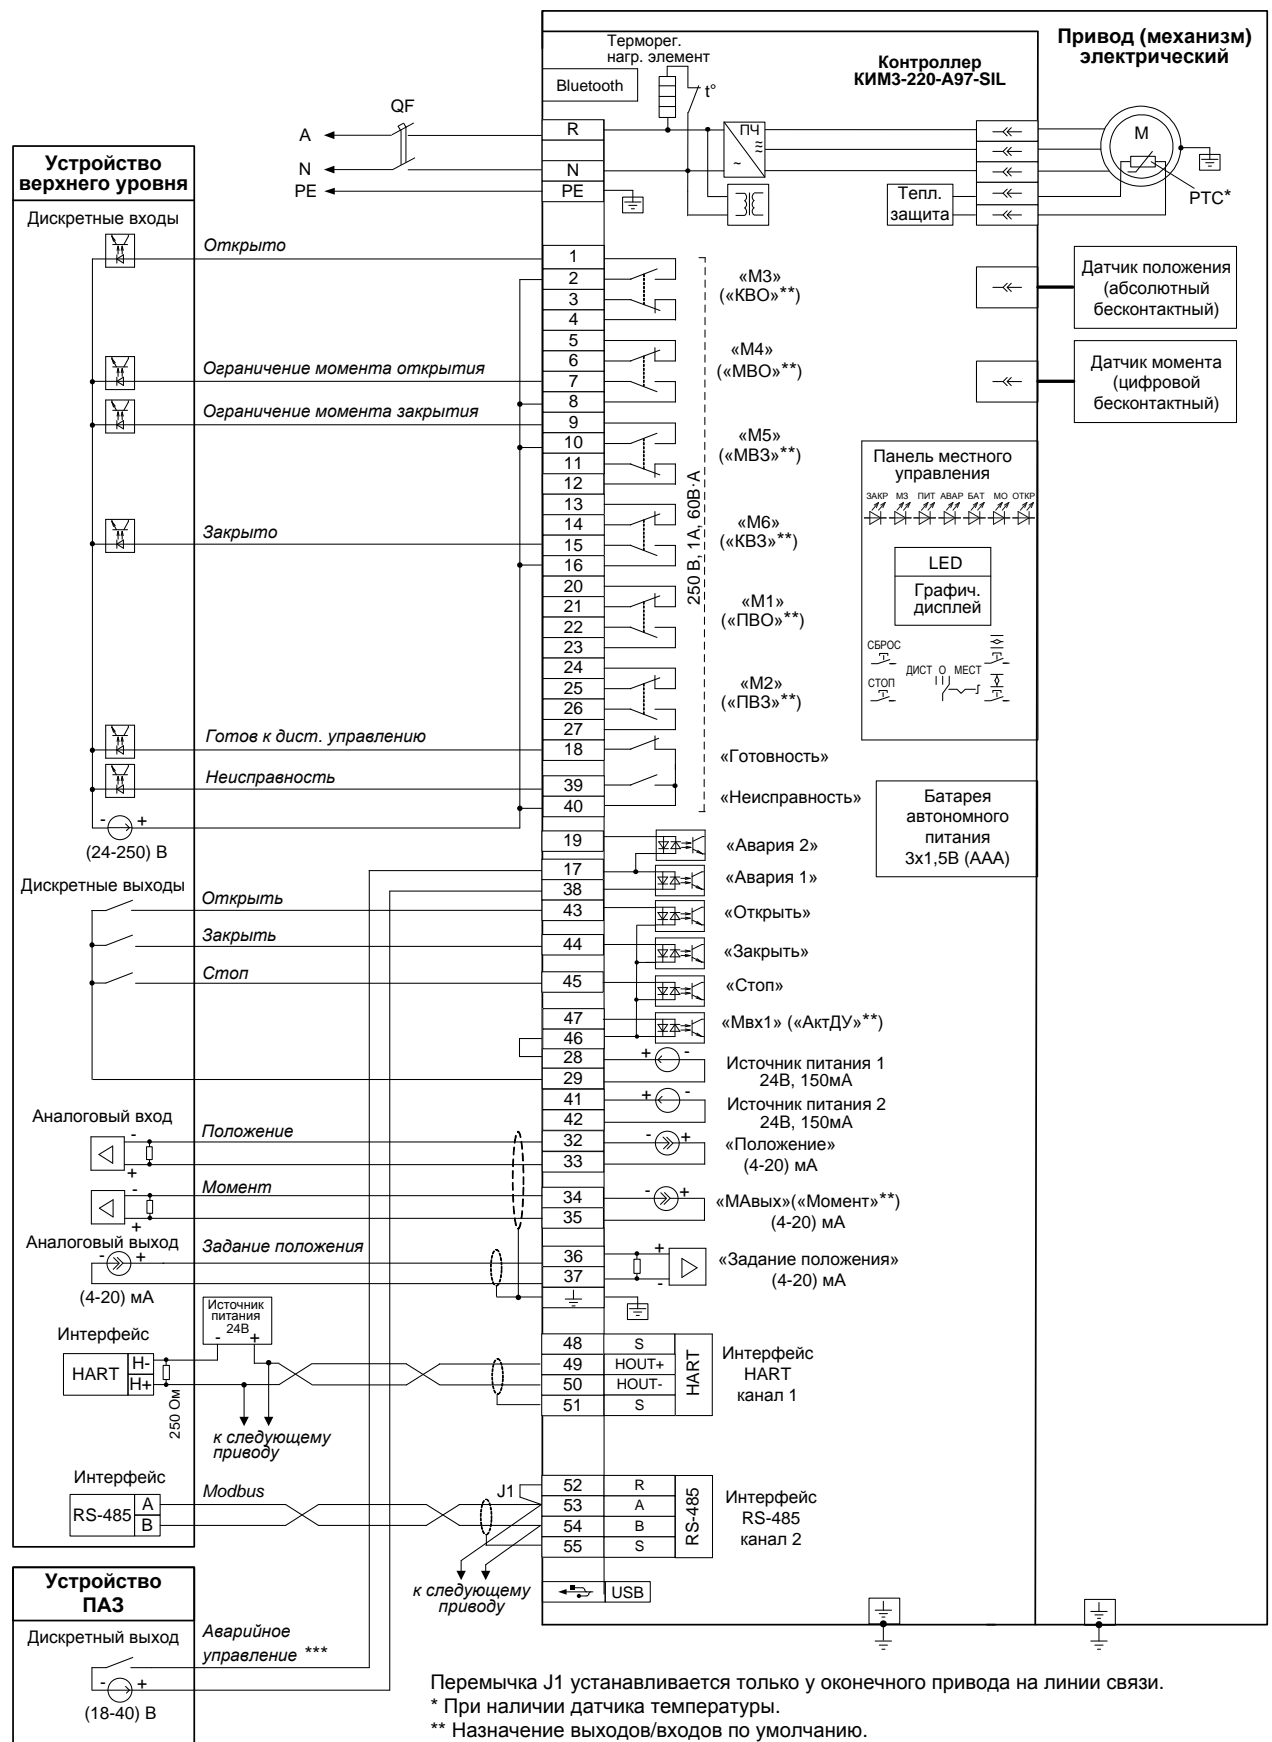 Привод (механизм)
электрический
Контроллер
КИМ3-220-А97-SIL
Терморег.
нагр. элемент
t°
Bluetooth
QF
A
N
PE
R
N
PE
ПЧ
≈
~
Тепл.
защита
М
PTC*
Датчик положения
(абсолютный
бесконтактный)
Датчик момента
(цифровой
бесконтактный)
Устройство
верхнего уровня
Дискретные входы
Открыто
Ограничение момента открытия
Ограничение момента закрытия
Закрыто
Готов к дист. управлению
Неисправность
- +
(24-250) В
1
2
3
4
5
6
7
8
9
10
11
12
13
14
15
16
20
21
22
23
24
25
26
27
18
39
40
«М3»
(«КВО»**)
«М4»
(«МВО»**)
«М5»
(«МВЗ»**)
«М6»
(«КВЗ»**)
«М1»
(«ПВО»**)
«М2»
(«ПВЗ»**)
«Готовность»
«Неисправность»
250 В, 1А, 60В·А
Панель местного
управления
ЗАКР МЗ ПИТ АВАР БАТ МО ОТКР
LED
Графич.
дисплей
СБРОС
СТОП
ДИСТ О МЕСТ
Батарея
автономного
питания
3х1,5В (ААА)
Дискретные выходы
Открыть
Закрыть
Стоп
19
17
38
43
44
45
47
46
28
29
41
42
32
33
34
35
36
37
«Авария 2»
«Авария 1»
«Открыть»
«Закрыть»
«Стоп»
«Мвх1» («АктДУ»**)
+ -
Источник питания 1
24В, 150мА
+ -
Источник питания 2
24В, 150мА
- +
«Положение»
(4-20) мА
- +
«МАвых»(«Момент»**)
(4-20) мА
+
-
«Задание положения»
(4-20) мА
Аналоговый вход
-
+
Положение
-
+
Момент
Аналоговый выход
- +
Задание положения
(4-20) мА
Источник
питания
24В
- +
Интерфейс
HART
H-
H+
250 Ом
к следующему
приводу
48 S
49 HOUT+
50 HOUT-
51 S
HART
Интерфейс
HART
канал 1
Интерфейс
RS-485
A
B
Modbus
J1
52 R
53 A
54 B
55 S
RS-485
Интерфейс
RS-485
канал 2
к следующему
приводу
USB
Устройство
ПАЗ
Дискретный выход
Аварийное
управление ***
- +
(18-40) В
Перемычка J1 устанавливается только у оконечного привода на линии связи.
* При наличии датчика температуры.
** Назначение выходов/входов по умолчанию.